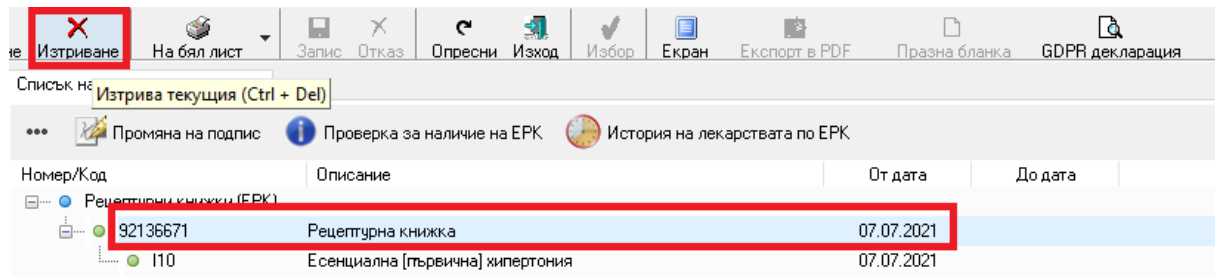 не Изтриване На бял лист Запис Отказ Опресни Изход Избор Екран Експорт в PDF Празна бланка GDPR декларация
Списък на
Изтрива текущия (Ctrl + Del)
Промяна на подпис Проверка за наличие на ЕРК История на лекарствата по ЕРК
Номер/Код Описание От дата До дата
Рецептурни книжки (ЕРК)
92136671 Рецептурна книжка 07.07.2021
I10 Есенциална [първична] хипертония 07.07.2021